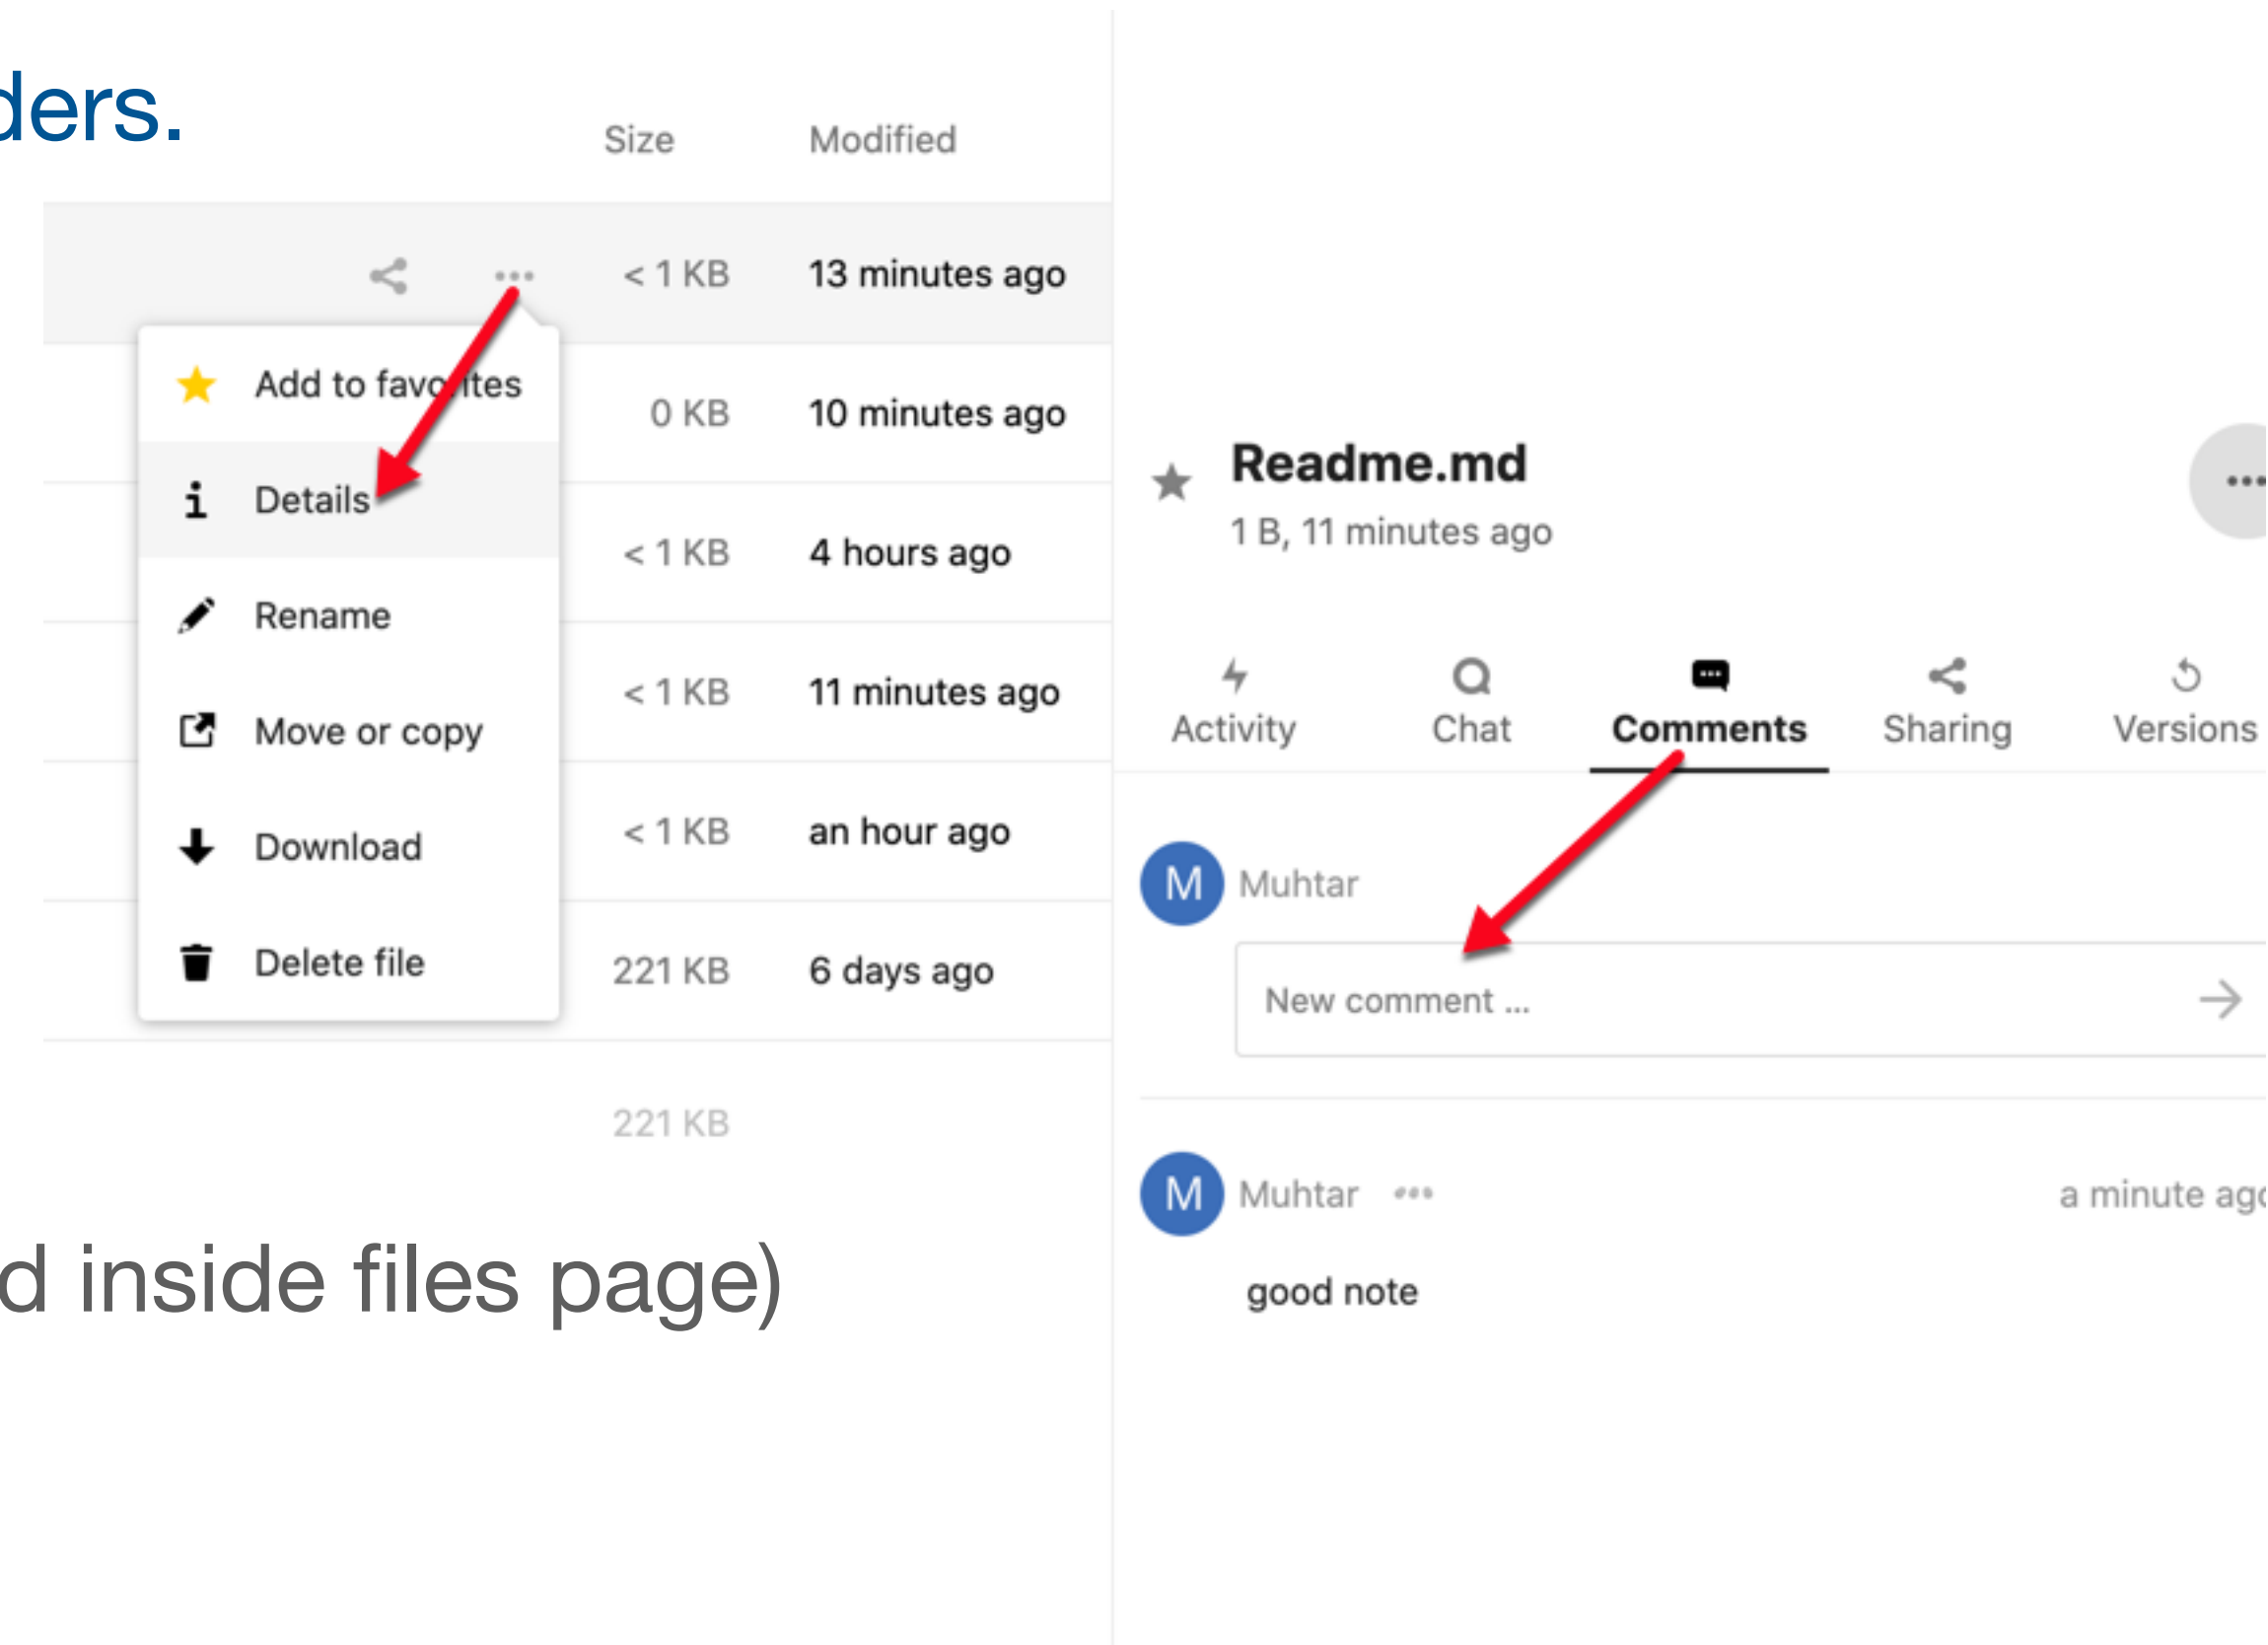 ders.
Size Modified
< 1 KB 13 minutes ago
Add to favorites
0 KB 10 minutes ago
Details
< 1 KB 4 hours ago
Rename
< 1 KB 11 minutes ago
Move or copy
< 1 KB an hour ago
Download
Delete file
221 KB 6 days ago
221 KB
d inside files page)
Readme.md
1 B, 11 minutes ago
Activity Chat Comments Sharing Versions
M Muhtar
New comment ...
M Muhtar a minute ago
good note